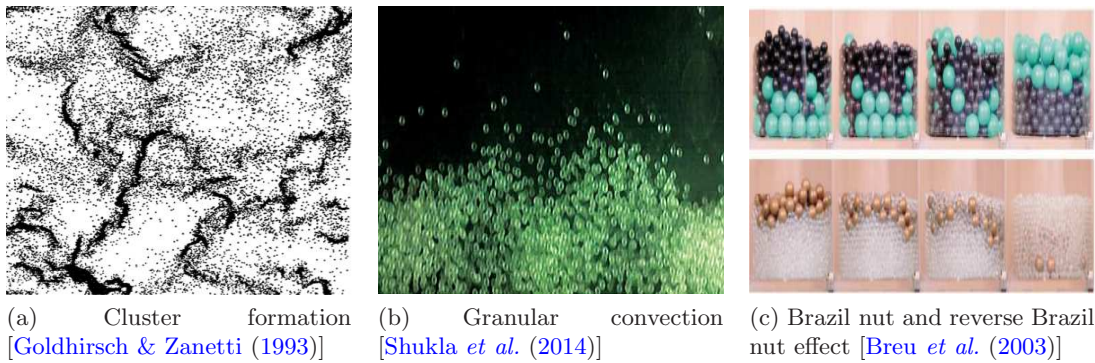 (a) Cluster formation
[Goldhirsch & Zanetti (1993)]
(b) Granular convection
[Shukla et al. (2014)]
(c) Brazil nut and reverse Brazil
nut effect [Breu et al. (2003)]